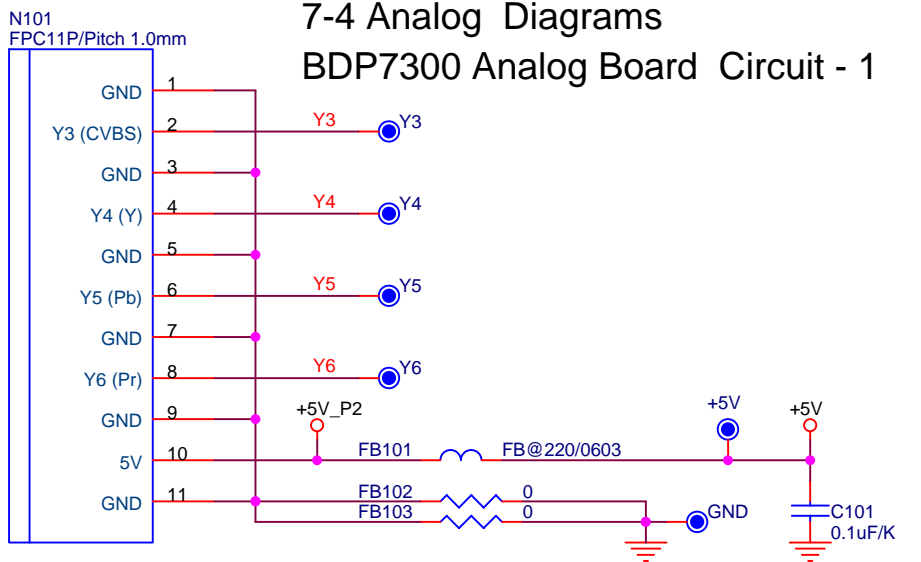 7-4 Analog Diagrams
BDP7300 Analog Board Circuit - 1
N101
FPC11P/Pitch 1.0mm
GND 1
Y3 (CVBS) 2 Y3 Y3
GND 3
Y4 (Y) 4 Y4 Y4
GND 5
Y5 (Pb) 6 Y5 Y5
GND 7
Y6 (Pr) 8 Y6 Y6
GND 9
+5V_P2 +5V +5V
5V 10 FB101 FB@220/0603
GND 11 FB102 0
FB103 0
GND
C101
0.1uF/K